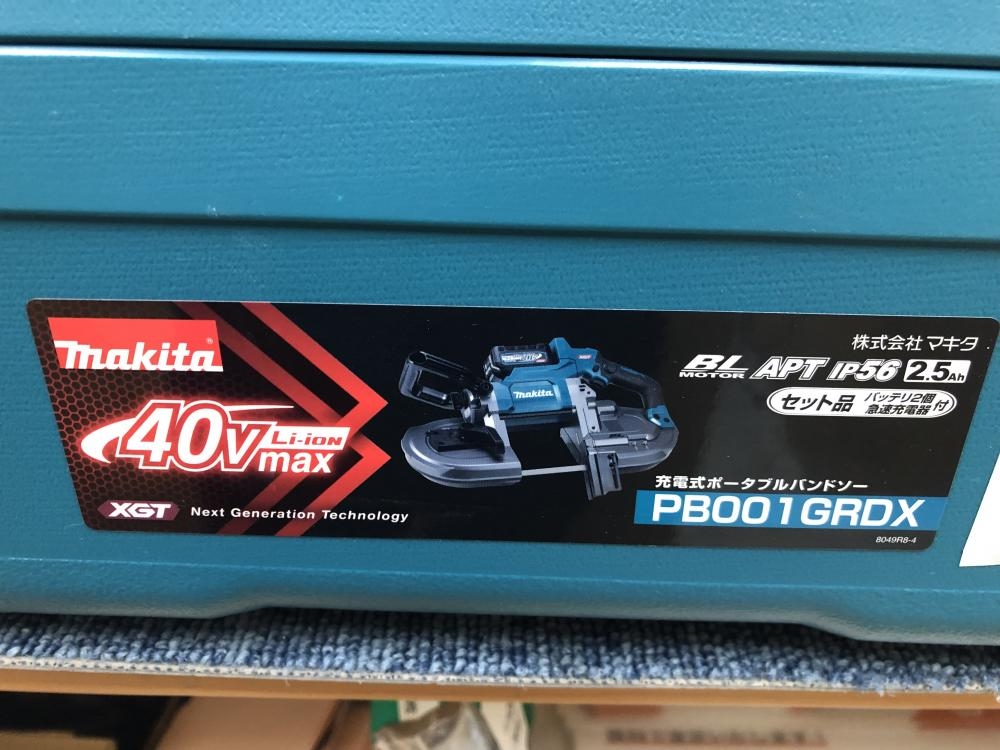 makita®
40Vmax Li-ion
XGT Next Generation Technology
makita
株式会社 マキタ
BL MOTOR APT IP56 2.5Ah
セット品 バッテリ2個 急速充電器 付
充電式ポータブルバンドソー
PB001GRDX
8049R8-4